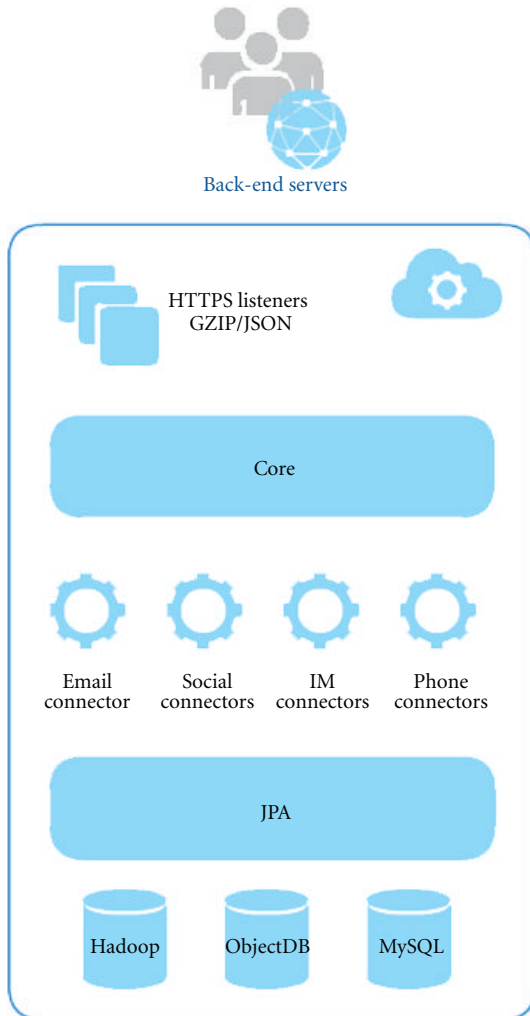 Back-end servers
HTTPS listeners
GZIP/JSON
Core
Email
connector
Social
connectors
IM
connectors
Phone
connectors
JPA
Hadoop
ObjectDB
MySQL